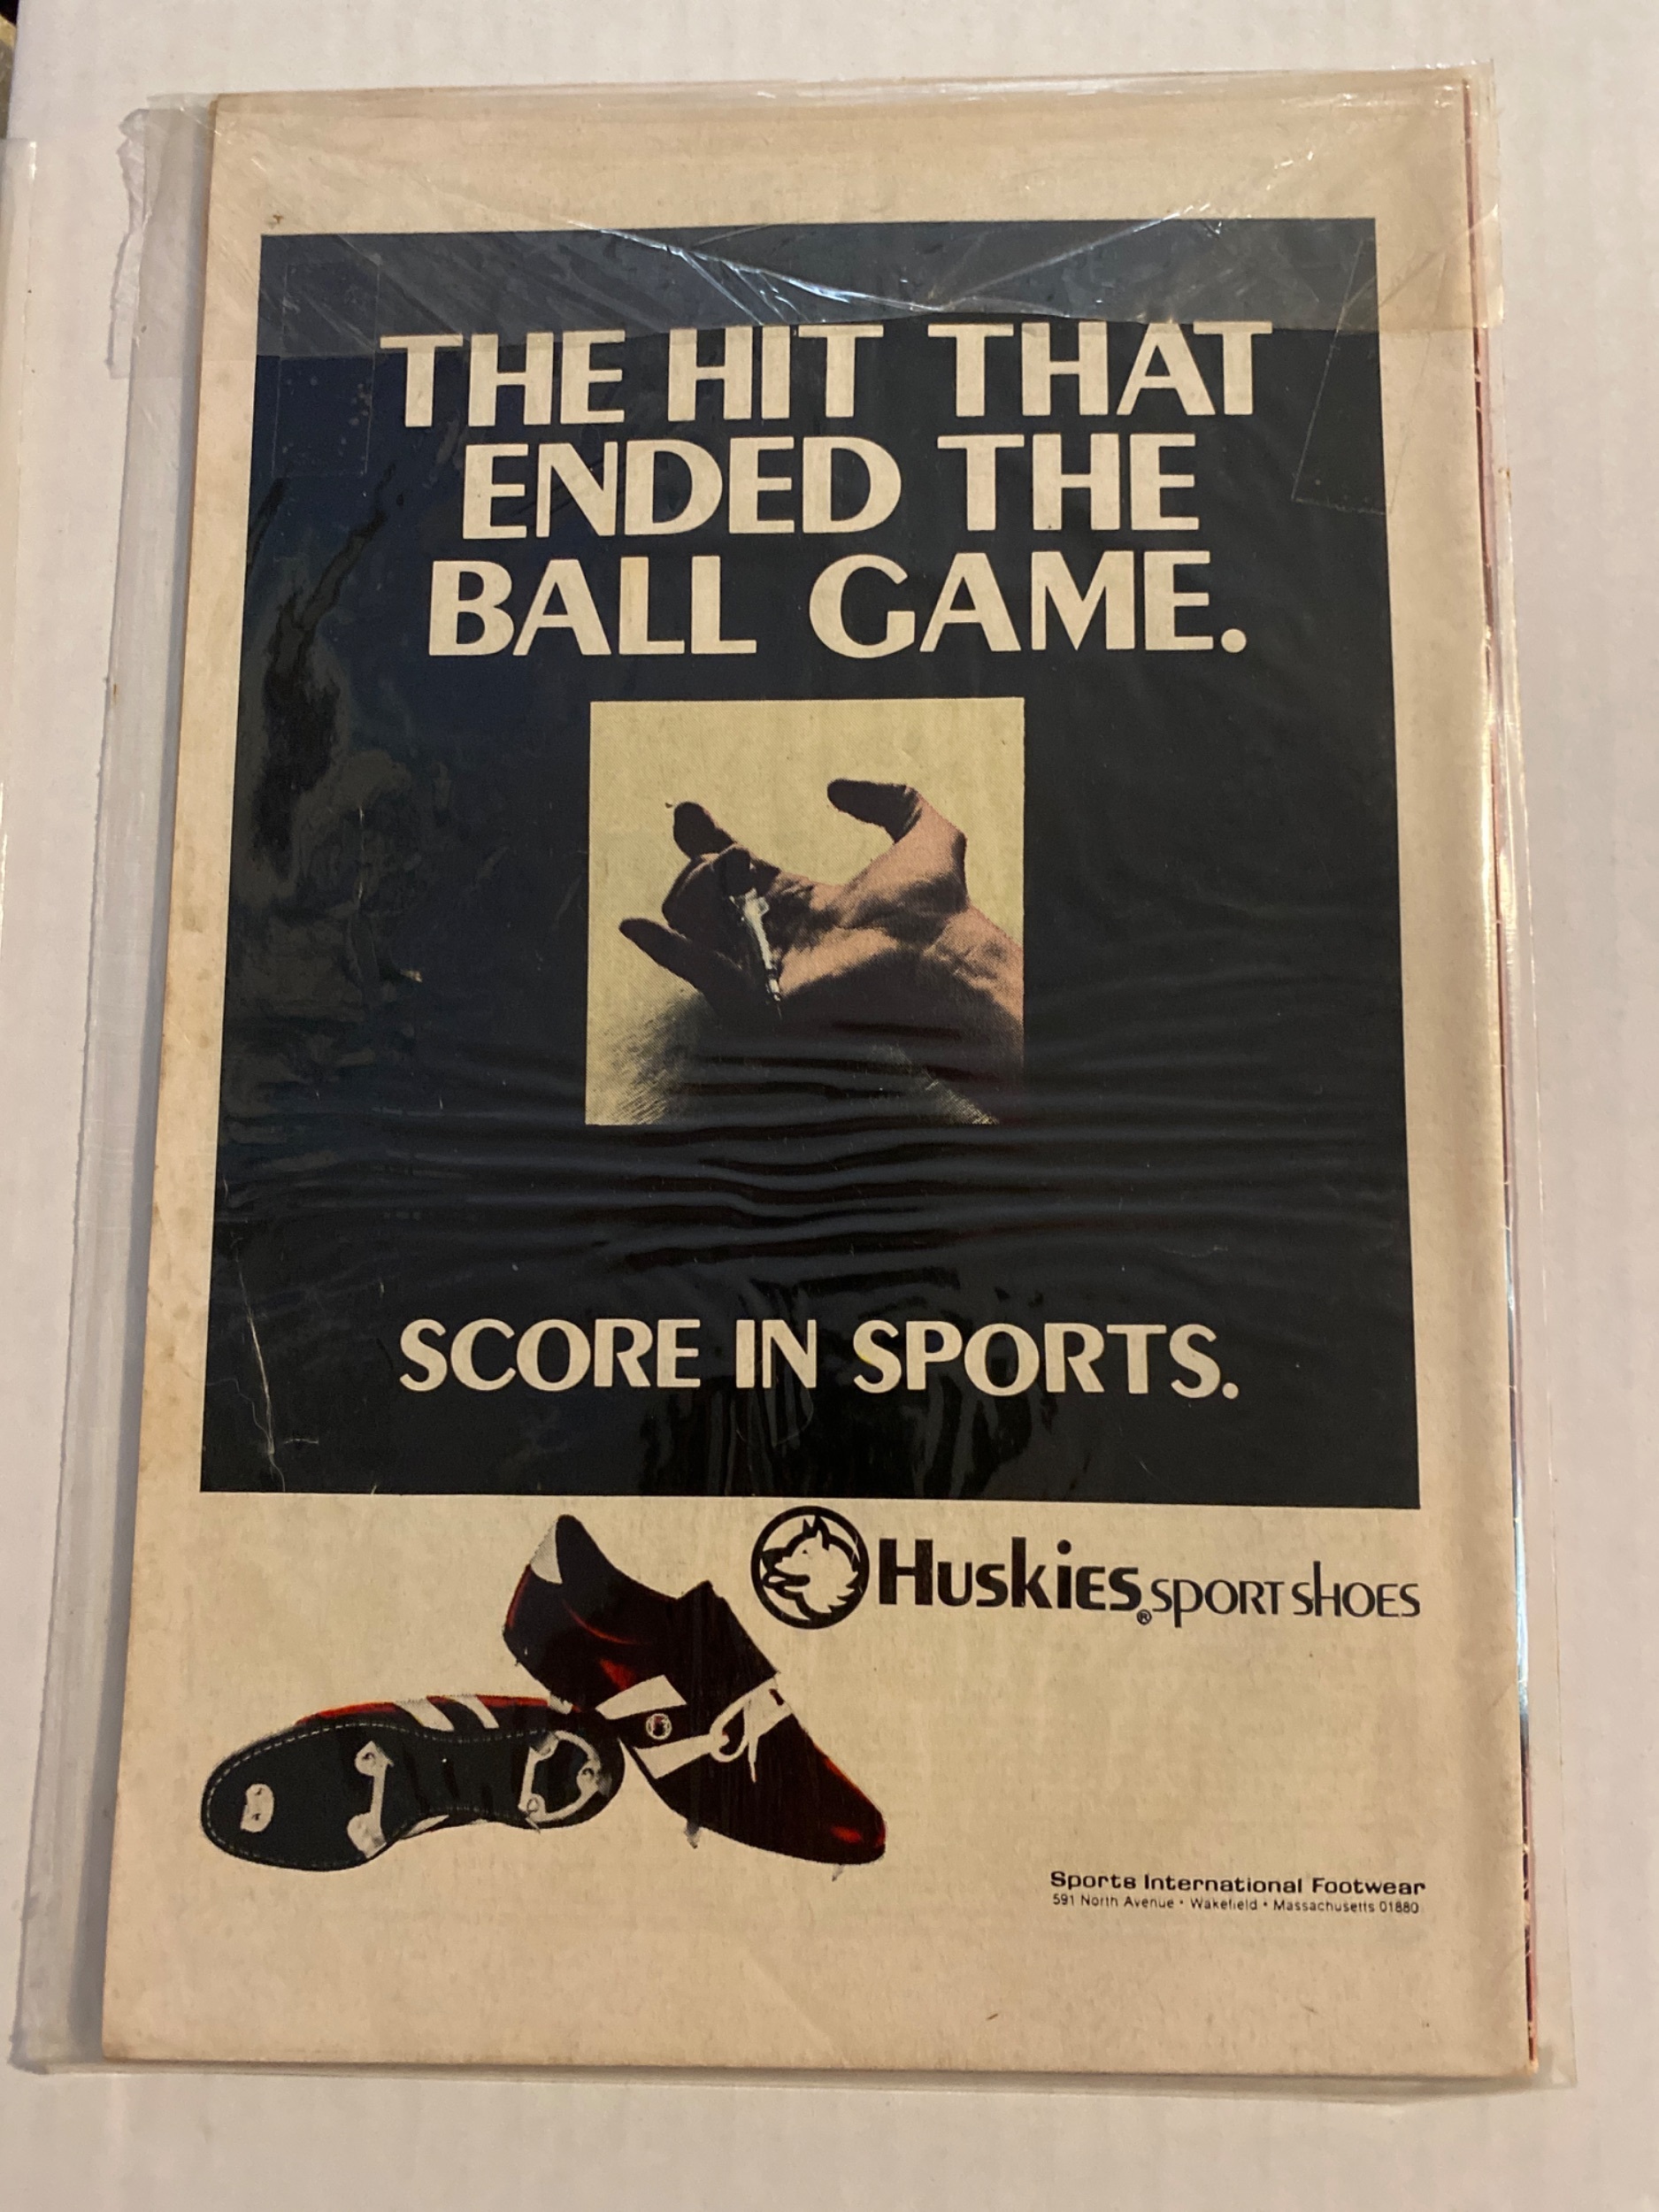 THE HIT THAT
ENDED THE
BALL GAME.
SCORE IN SPORTS.
Huskies® sport shoes
Sports International Footwear
591 North Avenue • Wakefield • Massachusetts 01880